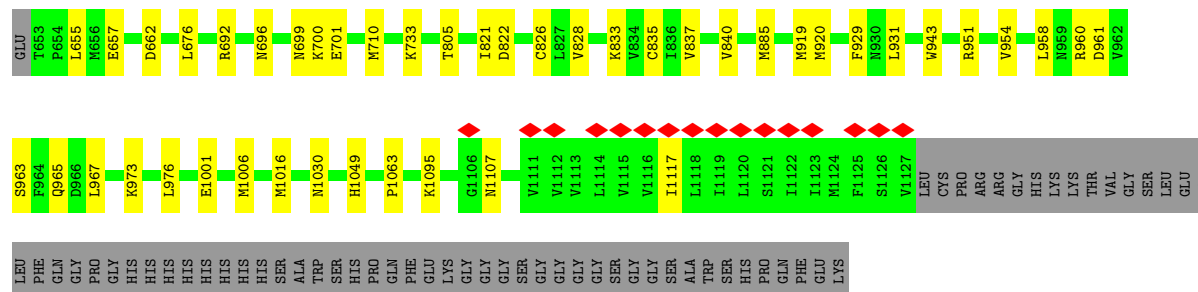 GLU T653 P654 L655 M656 E657 D662 L676 R692 N696 N699 K700 E701 M710 K733 T805 I821 D822 C826 L827 V828 K833 V834 C835 I836 V837 V840 M885 M919 M920 F929 N930 L931 W943 R951 V954 L958 N959 R960 D961 V962
S963 F964 Q965 D966 L967 K973 L976 E1001 M1006 M1016 N1030 H1049 P1063 K1095 G1106 N1107 V1111 V1112 V1113 L1114 V1115 V1116 I1117 L1118 I1119 L1120 S1121 I1122 I1123 M1124 F1125 S1126 V1127 LEU CYS PRO ARG ARG GLY HIS LYS LYS THR VAL GLY SER LEU GLU
LEU PHE GLN GLY PRO GLY HIS HIS HIS HIS HIS HIS HIS HIS SER ALA TRP SER HIS PRO GLN PHE GLU LYS GLY GLY GLY SER GLY GLY GLY GLY SER GLY GLY SER ALA TRP SER HIS PRO GLN PHE GLU LYS